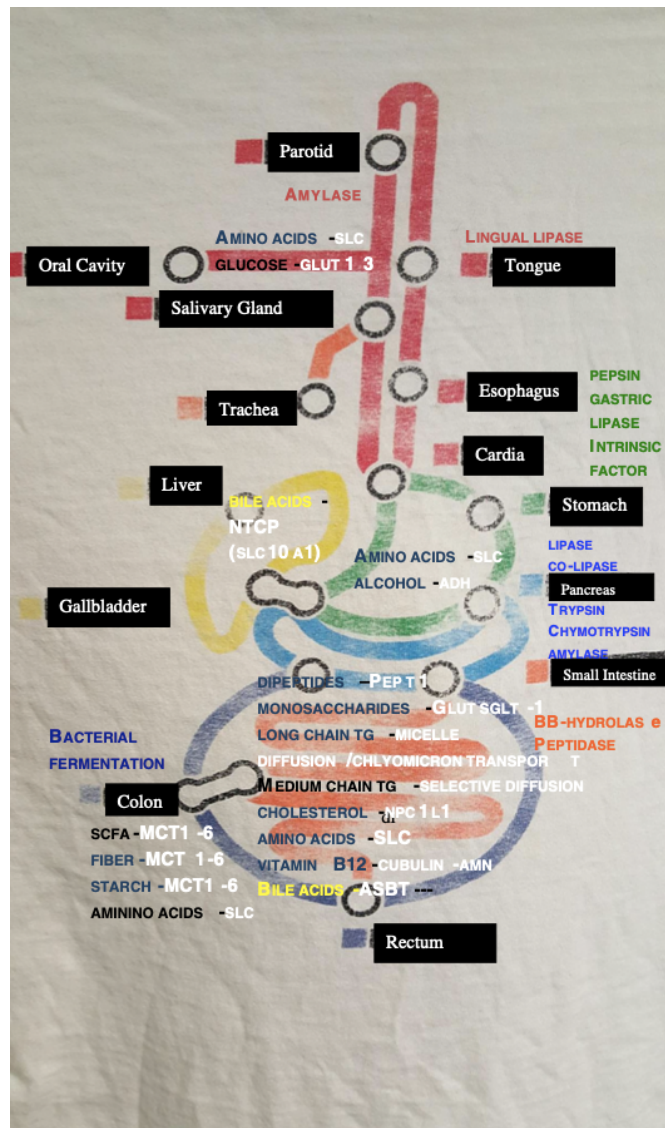 Parotid
AMYLASE
AMINO ACIDS -SLC
LINGUAL LIPASE
Oral Cavity
GLUCOSE -GLUT 1 3
Tongue
Salivary Gland
Trachea
Esophagus
PEPSIN
GASTRIC
LIPASE
INTRINSIC
FACTOR
Cardia
Liver
Stomach
BILE ACIDS -
NTCP
(SLC 10 A1)
AMINO ACIDS -SLC
ALCOHOL -ADH
LIPASE
CO-LIPASE
Pancreas
Gallbladder
TRYPSIN
CHYMOTRYPSIN
AMYLASE
Small Intestine
DIPEPTIDES -PEP T 1
MONOSACCHARIDES -GLUT SGLT -1
BB-HYDROLAS e
PEPTIDASE
LONG CHAIN TG -MICELLE
DIFFUSION /CHLYOMICRON TRANSPOR T
MEDIUM CHAIN TG -SELECTIVE DIFFUSION
CHOLESTEROL -NPC 1 L1
AMINO ACIDS -SLC
VITAMIN B12 -CUBULIN -AMN
BILE ACIDS -ASBT ---
BACTERIAL
FERMENTATION
Colon
SCFA -MCT1 -6
FIBER -MCT 1-6
STARCH -MCT1 -6
AMININO ACIDS -SLC
Rectum